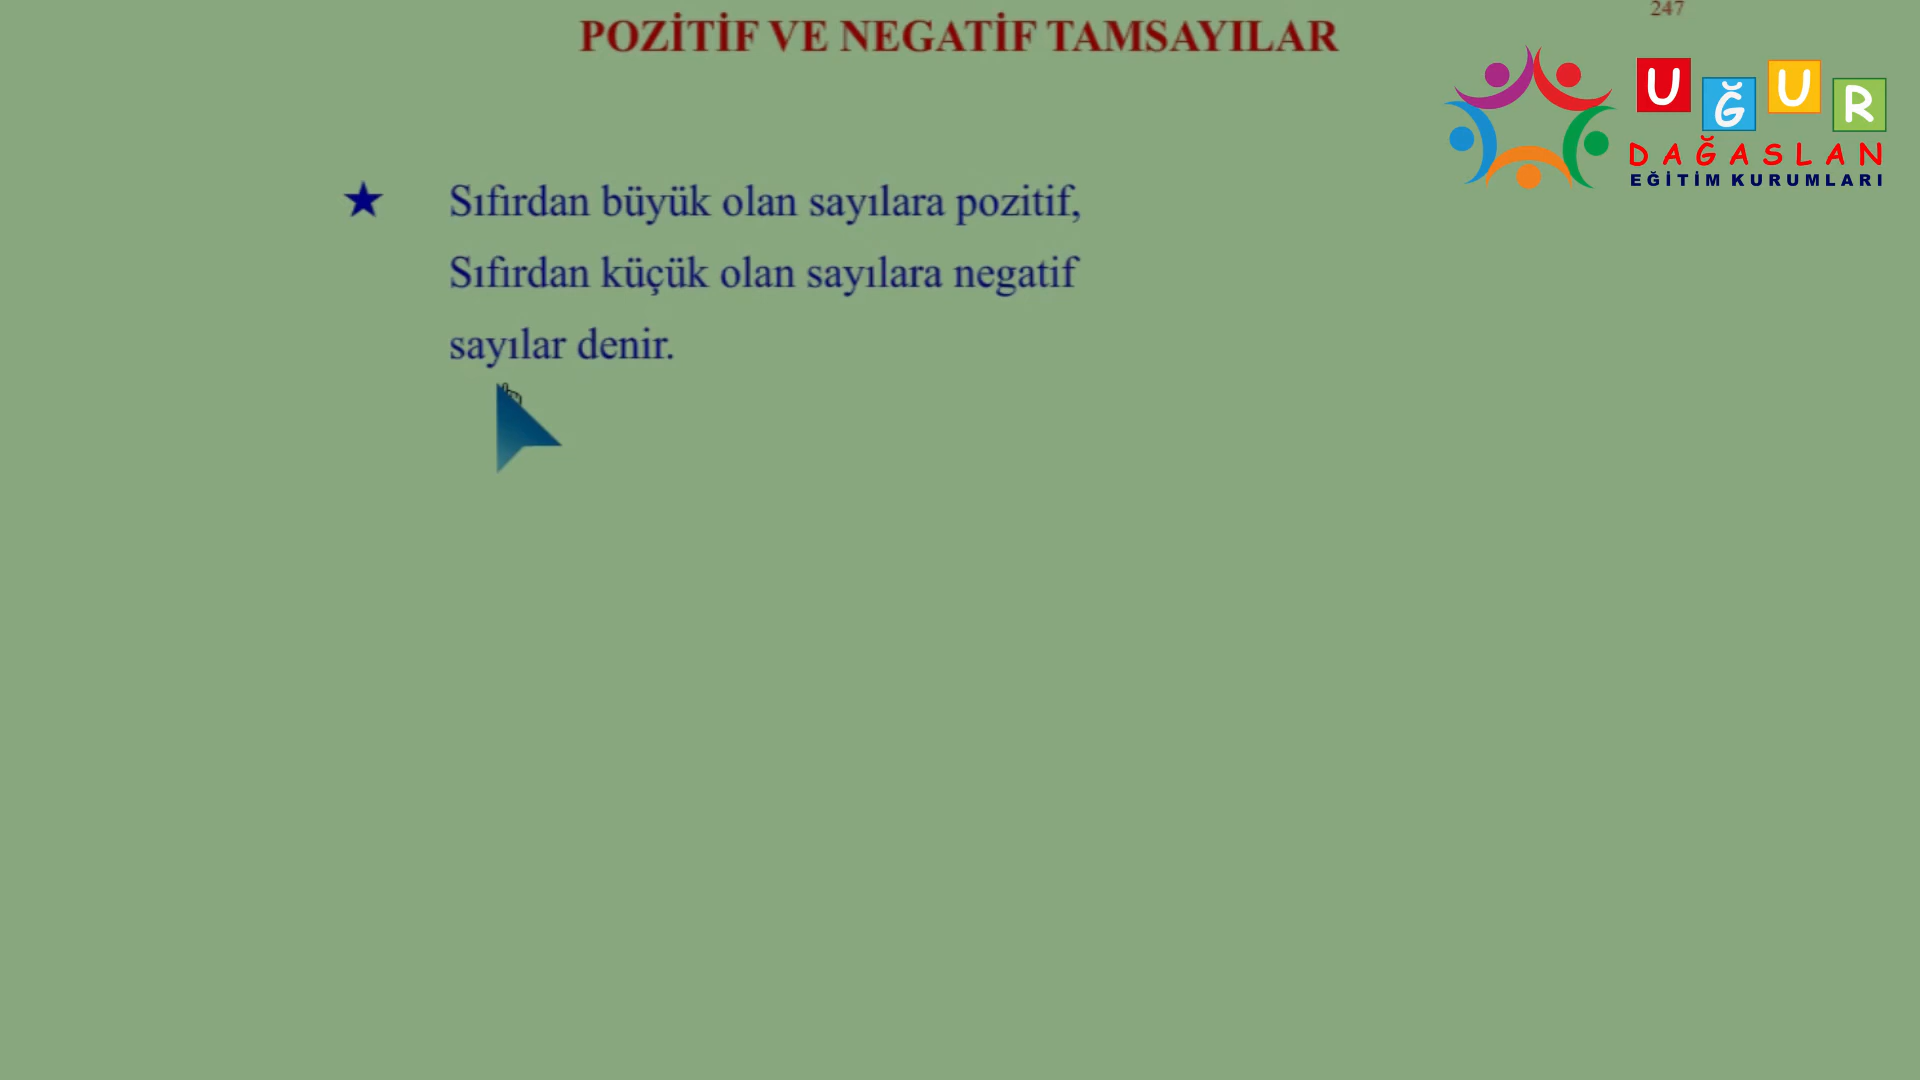 247
POZİTİF VE NEGATİF TAMSAYILAR
UĞUR
DAĞASLAN
EĞİTİM KURUMLARI
★ Sıfırdan büyük olan sayılara pozitif,
Sıfırdan küçük olan sayılara negatif
sayılar denir.